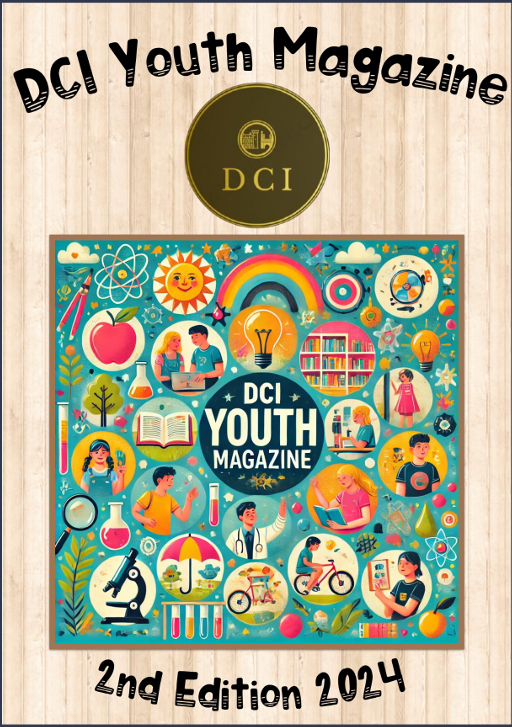 DCI Youth Magazine
DCI
DCI
YOUTH
MAGAZINE
2nd Edition 2024